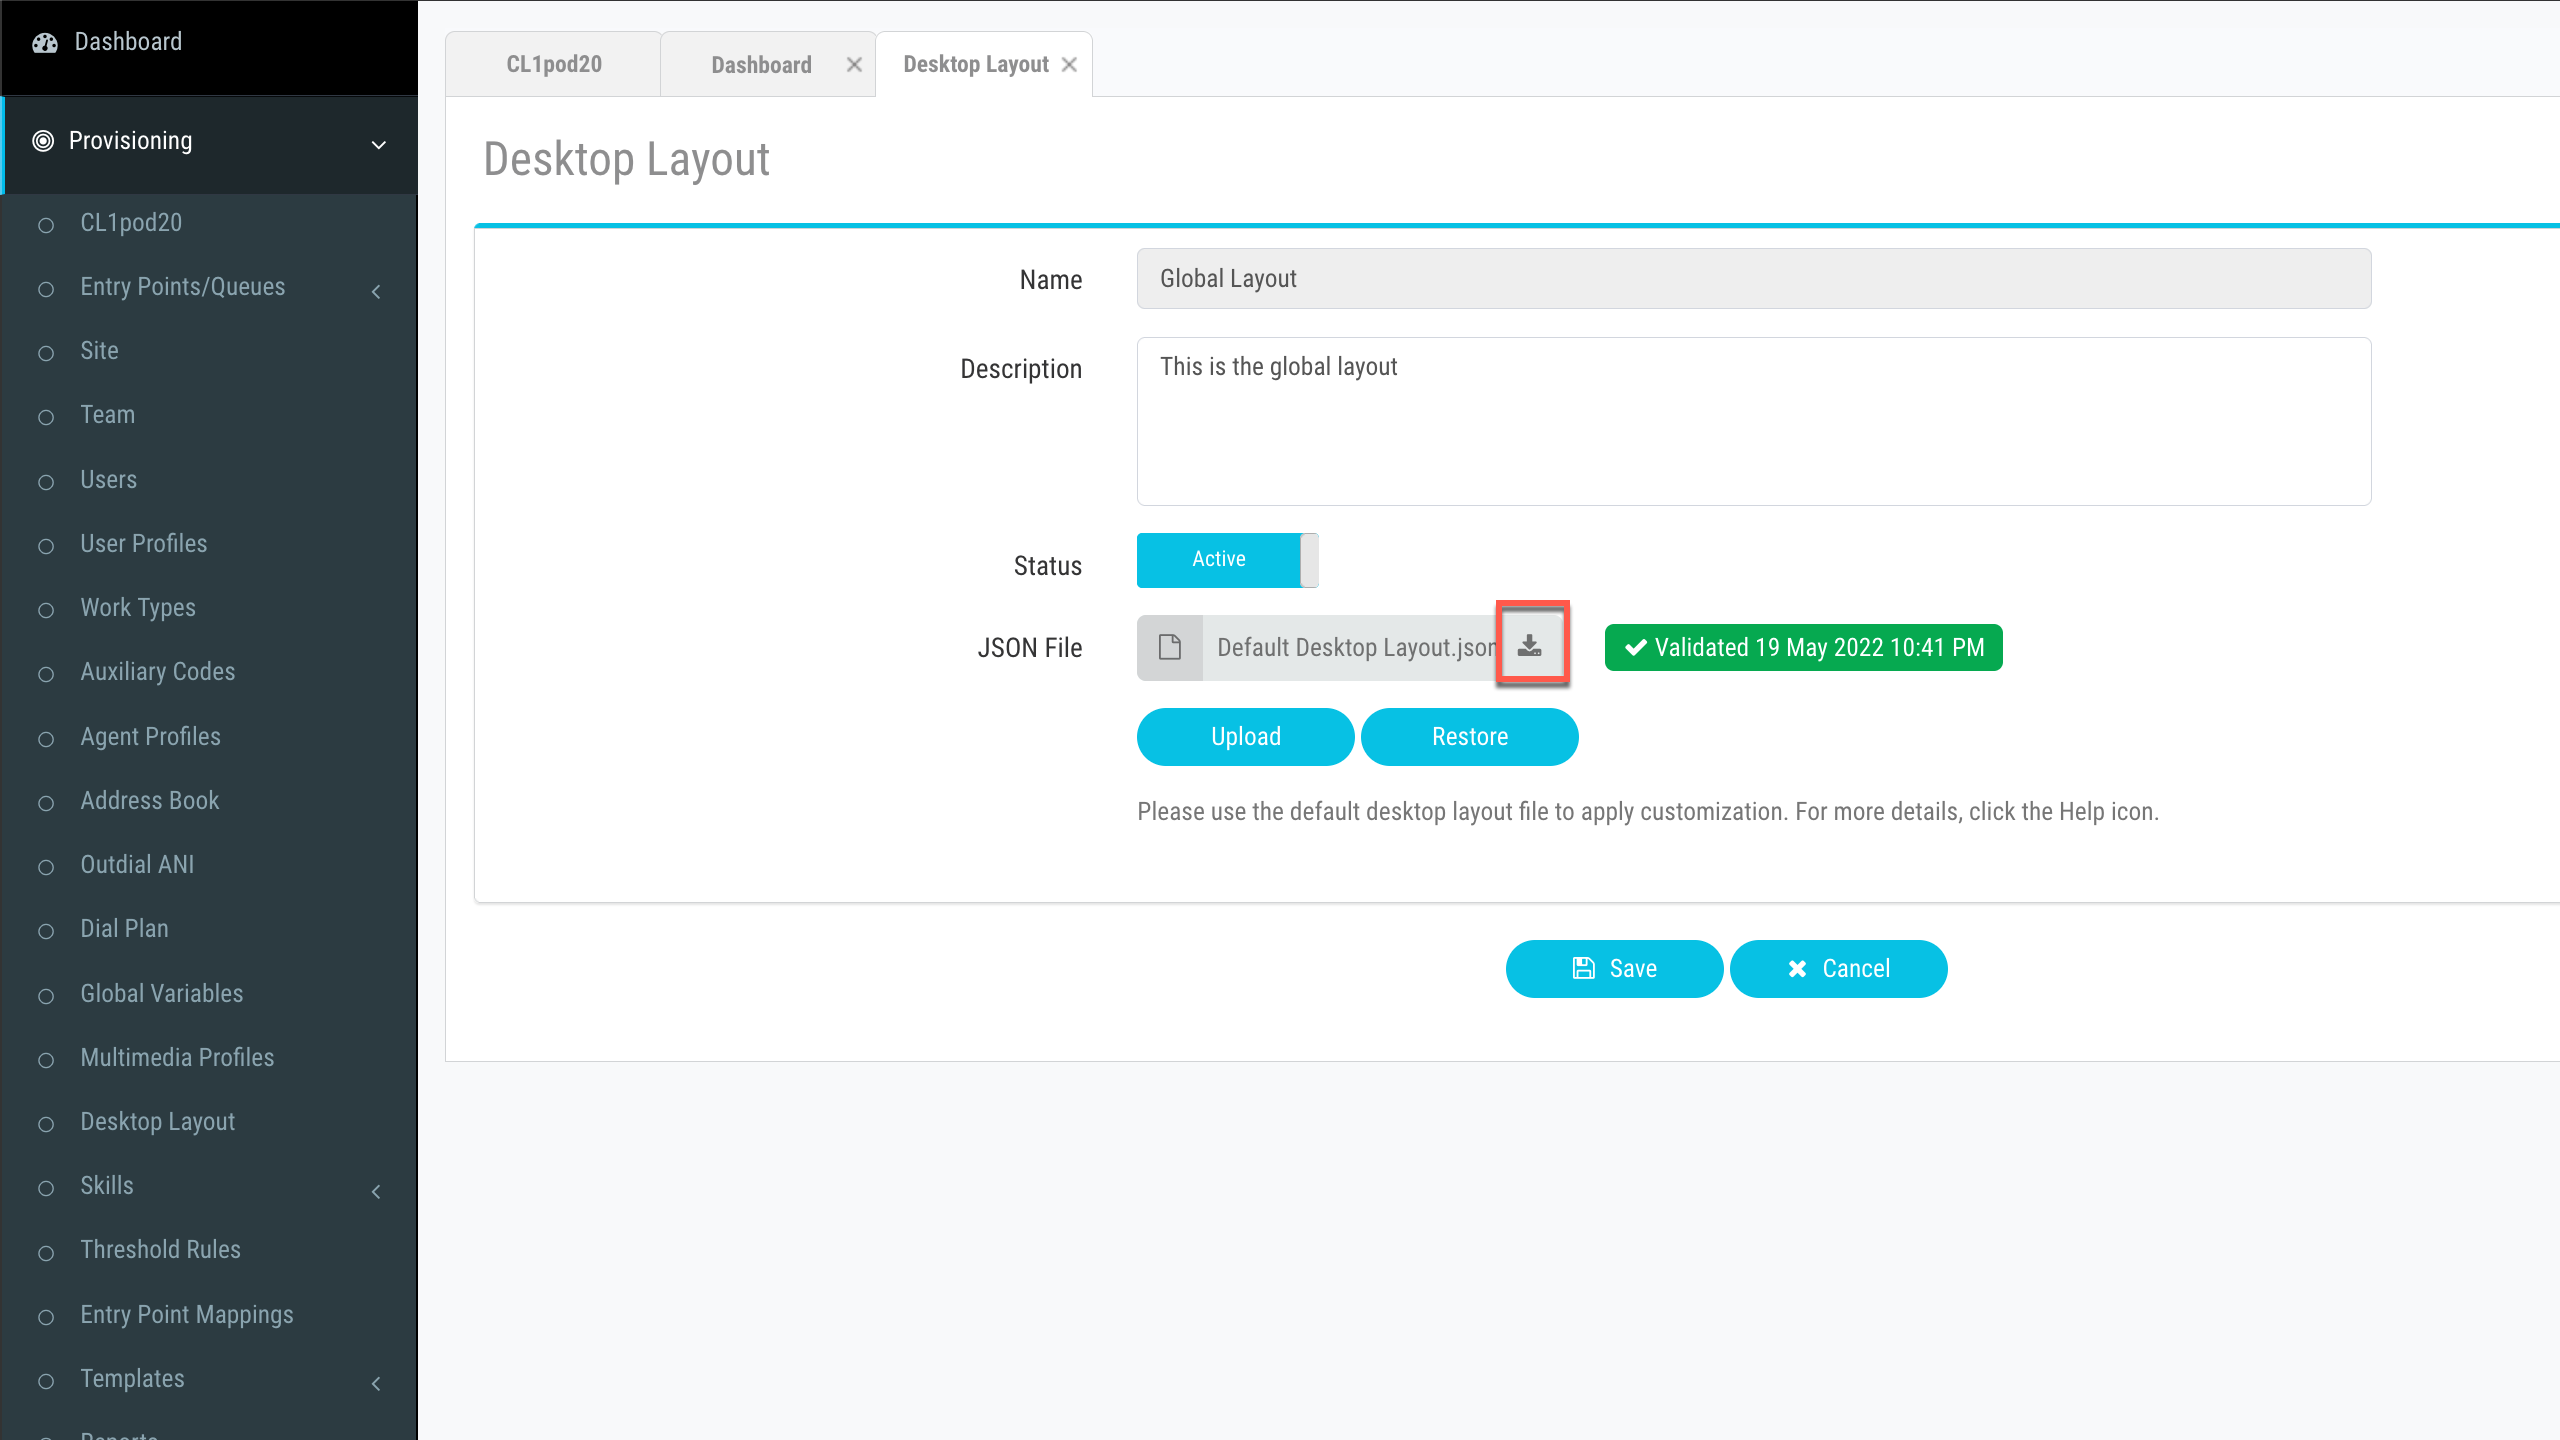 Dashboard
Provisioning
CL1pod20
Entry Points/Queues
Site
Team
Users
User Profiles
Work Types
Auxiliary Codes
Agent Profiles
Address Book
Outdial ANI
Dial Plan
Global Variables
Multimedia Profiles
Desktop Layout
Skills
Threshold Rules
Entry Point Mappings
Templates
Reports
CL1pod20 Dashboard Desktop Layout
Desktop Layout
Name Global Layout
Description This is the global layout
Status Active
JSON File Default Desktop Layout.json Validated 19 May 2022 10:41 PM
Upload Restore
Please use the default desktop layout file to apply customization. For more details, click the Help icon.
Save Cancel